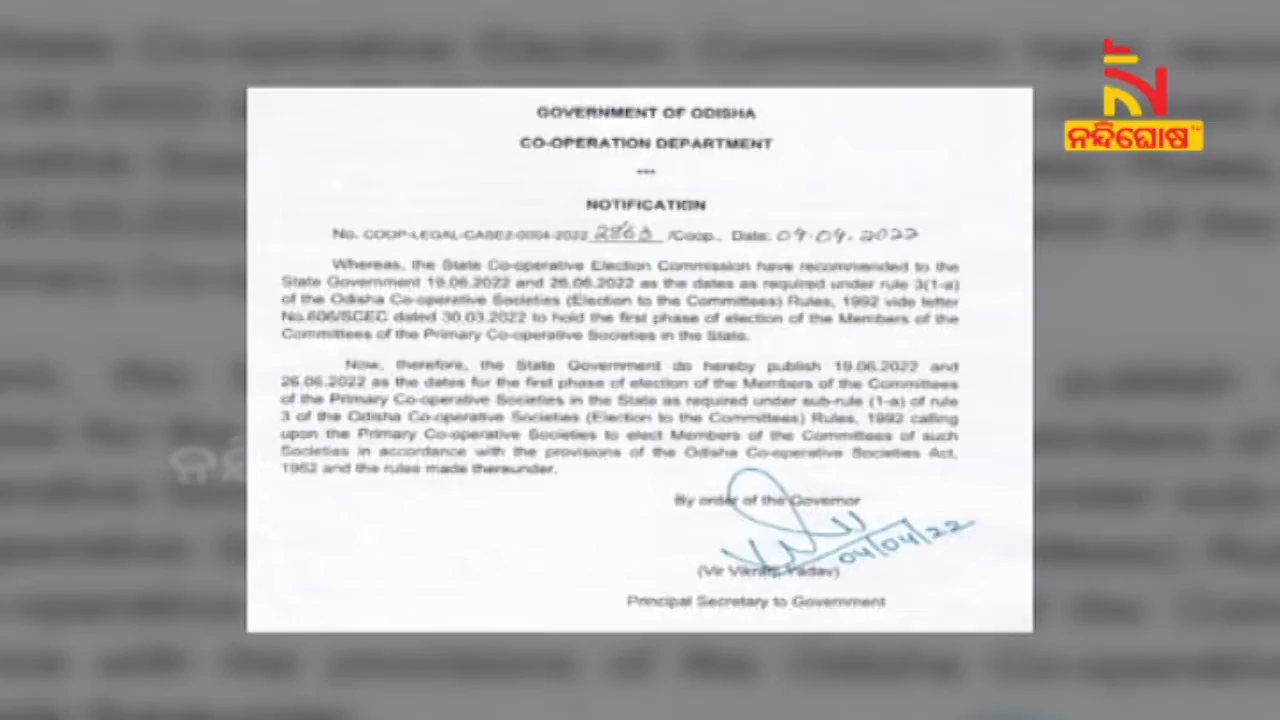 ନନ୍ଦିଘୋଷ TV
GOVERNMENT OF ODISHA
CO-OPERATION DEPARTMENT
***
NOTIFICATION
No. COOP-LEGAL-CASE2-0004-2022 2863 /Coop., Date: 04.04.2022
Whereas, the State Co-operative Election Commission have recommended to the
State Government 19.06.2022 and 26.06.2022 as the dates as required under rule 3(1-a)
of the Odisha Co-operative Societies (Election to the Committees) Rules, 1992 vide letter
No.606/SCEC dated 30.03.2022 to hold the first phase of election of the Members of the
Committees of the Primary Co-operative Societies in the State.
Now, therefore, the State Government do hereby publish 19.06.2022 and
26.06.2022 as the dates for the first phase of election of the Members of the Committees
of the Primary Co-operative Societies in the State as required under sub-rule (1-a) of rule
3 of the Odisha Co-operative Societies (Election to the Committees) Rules, 1992 calling
upon the Primary Co-operative Societies to elect Members of the Committees of such
Societies in accordance with the provisions of the Odisha Co-operative Societies Act,
1962 and the rules made thereunder.
By order of the Governor
04/04/22
(Vir Vikram Yadav)
Principal Secretary to Government